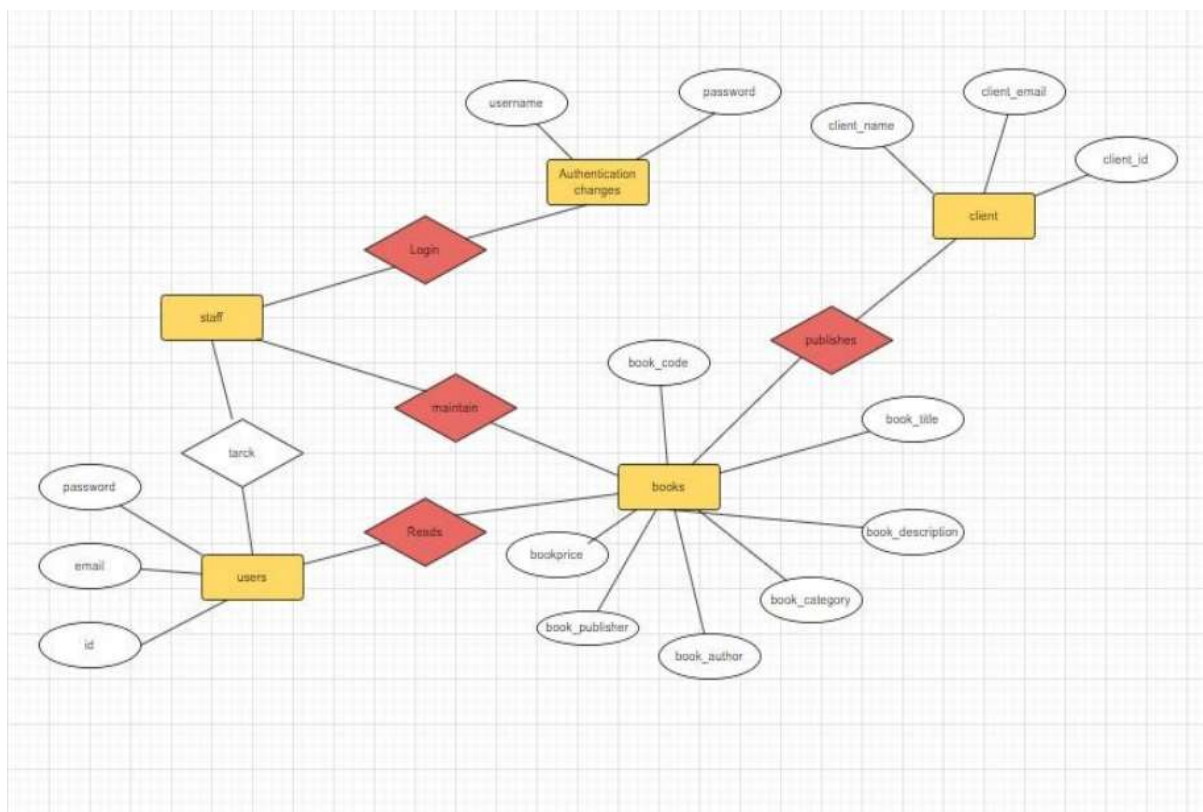 client_email
password
username
client_name
client_id
Authentication
changes
client
Login
staff
publishes
book_code
maintain
book_title
tarck
password
books
Reads
book_description
bookprice
email
users
book_category
book_publisher
id
book_author